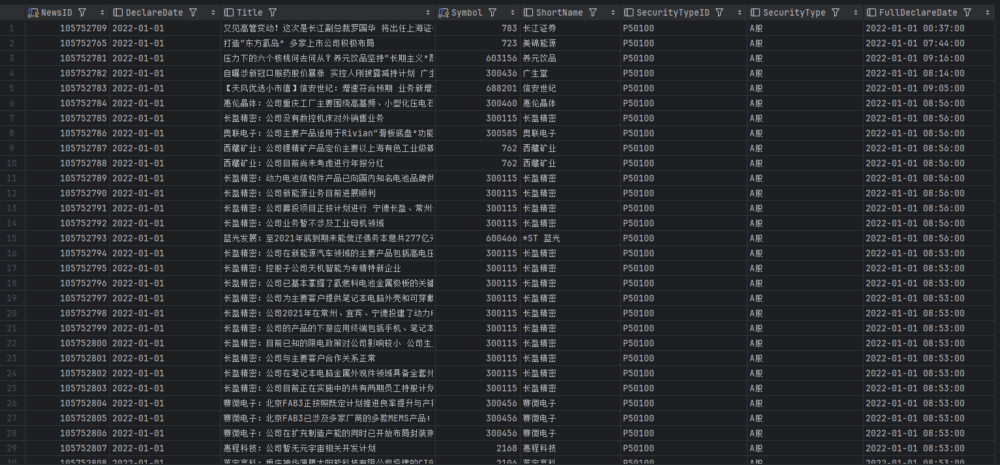 NewsID DeclareDate Title Symbol ShortName SecurityTypeID SecurityType FullDeclareDate
1 105752709 2022-01-01 又见高管变动！这次是长江副总裁罗国华 将出任上海证 783 长江证券 P50100 A股 2022-01-01 00:37:00
2 105752765 2022-01-01 打造“东方氢岛” 多家上市公司积极布局 723 美锦能源 P50100 A股 2022-01-01 07:44:00
3 105752781 2022-01-01 压力下的六个核桃何去何从？养元饮品坚持“长期主义” 603156 养元饮品 P50100 A股 2022-01-01 09:16:00
4 105752782 2022-01-01 自曝涉新冠口服药股价暴涨 实控人刚披露减持计划 广生 300436 广生堂 P50100 A股 2022-01-01 08:14:00
5 105752783 2022-01-01 【天风优选小市值】信安世纪：增速符合预期 业务新增 688201 信安世纪 P50100 A股 2022-01-01 09:05:00
6 105752784 2022-01-01 惠伦晶体：公司重庆工厂主要围绕高基频、小型化压电石 300460 惠伦晶体 P50100 A股 2022-01-01 08:56:00
7 105752785 2022-01-01 长盈精密：公司没有数控机床对外销售业务 300115 长盈精密 P50100 A股 2022-01-01 08:56:00
8 105752786 2022-01-01 奥联电子：公司主要产品适用于Rivian“滑板底盘”功能 300585 奥联电子 P50100 A股 2022-01-01 08:56:00
9 105752787 2022-01-01 西藏矿业：公司锂精矿产品定价主要以上海有色工业级碳 762 西藏矿业 P50100 A股 2022-01-01 08:56:00
10 105752788 2022-01-01 西藏矿业：公司目前尚未考虑进行年报分红 762 西藏矿业 P50100 A股 2022-01-01 08:56:00
11 105752789 2022-01-01 长盈精密：动力电池结构件产品已向国内知名电池品牌供 300115 长盈精密 P50100 A股 2022-01-01 08:56:00
12 105752790 2022-01-01 长盈精密：公司新能源业务目前进展顺利 300115 长盈精密 P50100 A股 2022-01-01 08:56:00
13 105752791 2022-01-01 长盈精密：公司募投项目正按计划进行 宁德长盈、常州 300115 长盈精密 P50100 A股 2022-01-01 08:56:00
14 105752792 2022-01-01 长盈精密：公司业务暂不涉及工业母机领域 300115 长盈精密 P50100 A股 2022-01-01 08:56:00
15 105752793 2022-01-01 蓝光发展：至2021年底到期未能偿还债务本息共277亿元 600466 *ST 蓝光 P50100 A股 2022-01-01 08:56:00
16 105752794 2022-01-01 长盈精密：公司在新能源汽车领域的主要产品包括高电压 300115 长盈精密 P50100 A股 2022-01-01 08:53:00
17 105752795 2022-01-01 长盈精密：控股子公司天机智能为专精特新企业 300115 长盈精密 P50100 A股 2022-01-01 08:53:00
18 105752796 2022-01-01 长盈精密：公司已基本掌握了氢燃料电池金属极板的关键 300115 长盈精密 P50100 A股 2022-01-01 08:53:00
19 105752797 2022-01-01 长盈精密：公司为主要客户提供笔记本电脑外壳和可穿戴 300115 长盈精密 P50100 A股 2022-01-01 08:53:00
20 105752798 2022-01-01 长盈精密：公司2021年在常州、宜宾、宁德投建了动力电 300115 长盈精密 P50100 A股 2022-01-01 08:53:00
21 105752799 2022-01-01 长盈精密：公司的产品的下游应用终端包括手机、笔记本 300115 长盈精密 P50100 A股 2022-01-01 08:53:00
22 105752800 2022-01-01 长盈精密：目前已知的限电政策对公司影响较小 公司生 300115 长盈精密 P50100 A股 2022-01-01 08:53:00
23 105752801 2022-01-01 长盈精密：公司与主要客户合作关系正常 300115 长盈精密 P50100 A股 2022-01-01 08:53:00
24 105752802 2022-01-01 长盈精密：公司在笔记本电脑金属外观件领域具备全套外 300115 长盈精密 P50100 A股 2022-01-01 08:53:00
25 105752803 2022-01-01 长盈精密：公司目前正在实施中的共有两期员工持股计划 300115 长盈精密 P50100 A股 2022-01-01 08:53:00
26 105752804 2022-01-01 赛微电子：北京FAB3正按照既定计划推进良率提升与产能 300456 赛微电子 P50100 A股 2022-01-01 08:53:00
27 105752805 2022-01-01 赛微电子：北京FAB3已涉及多家厂商的多款MEMS产品； 300456 赛微电子 P50100 A股 2022-01-01 08:53:00
28 105752806 2022-01-01 赛微电子：公司在扩充制造产能的同时已开始布局封装测 300456 赛微电子 P50100 A股 2022-01-01 08:53:00
29 105752807 2022-01-01 惠程科技：公司暂无元宇宙相关开发计划 2168 惠程科技 P50100 A股 2022-01-01 08:53:00
30 105752808 2022-01-01 莱宝高科：重庆神华薄膜太阳能科技有限公司投建的CIG 2106 莱宝高科 P50100 A股 2022-01-01 08:53:00